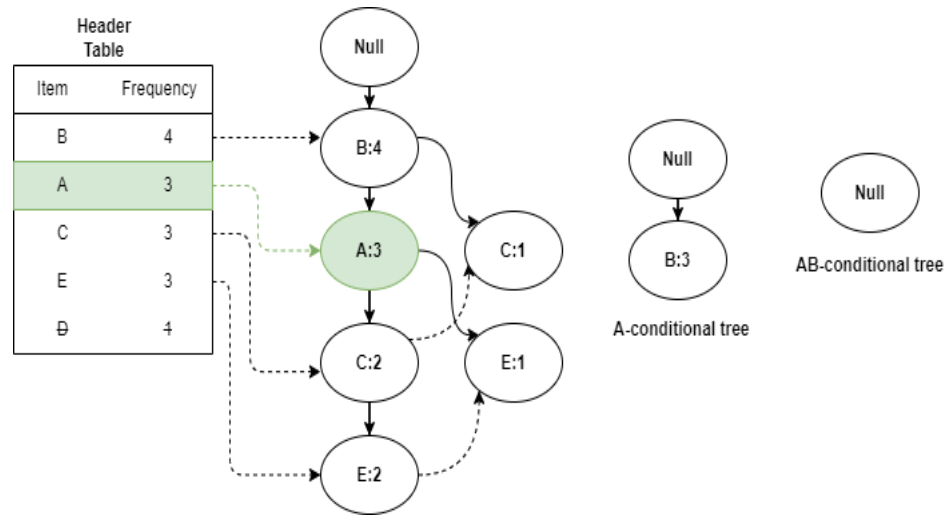 Header
Table
Item Frequency
B 4
A 3
C 3
E 3
D 1
Null
B:4
A:3
C:1
C:2
E:1
E:2
Null
B:3
A-conditional tree
Null
AB-conditional tree